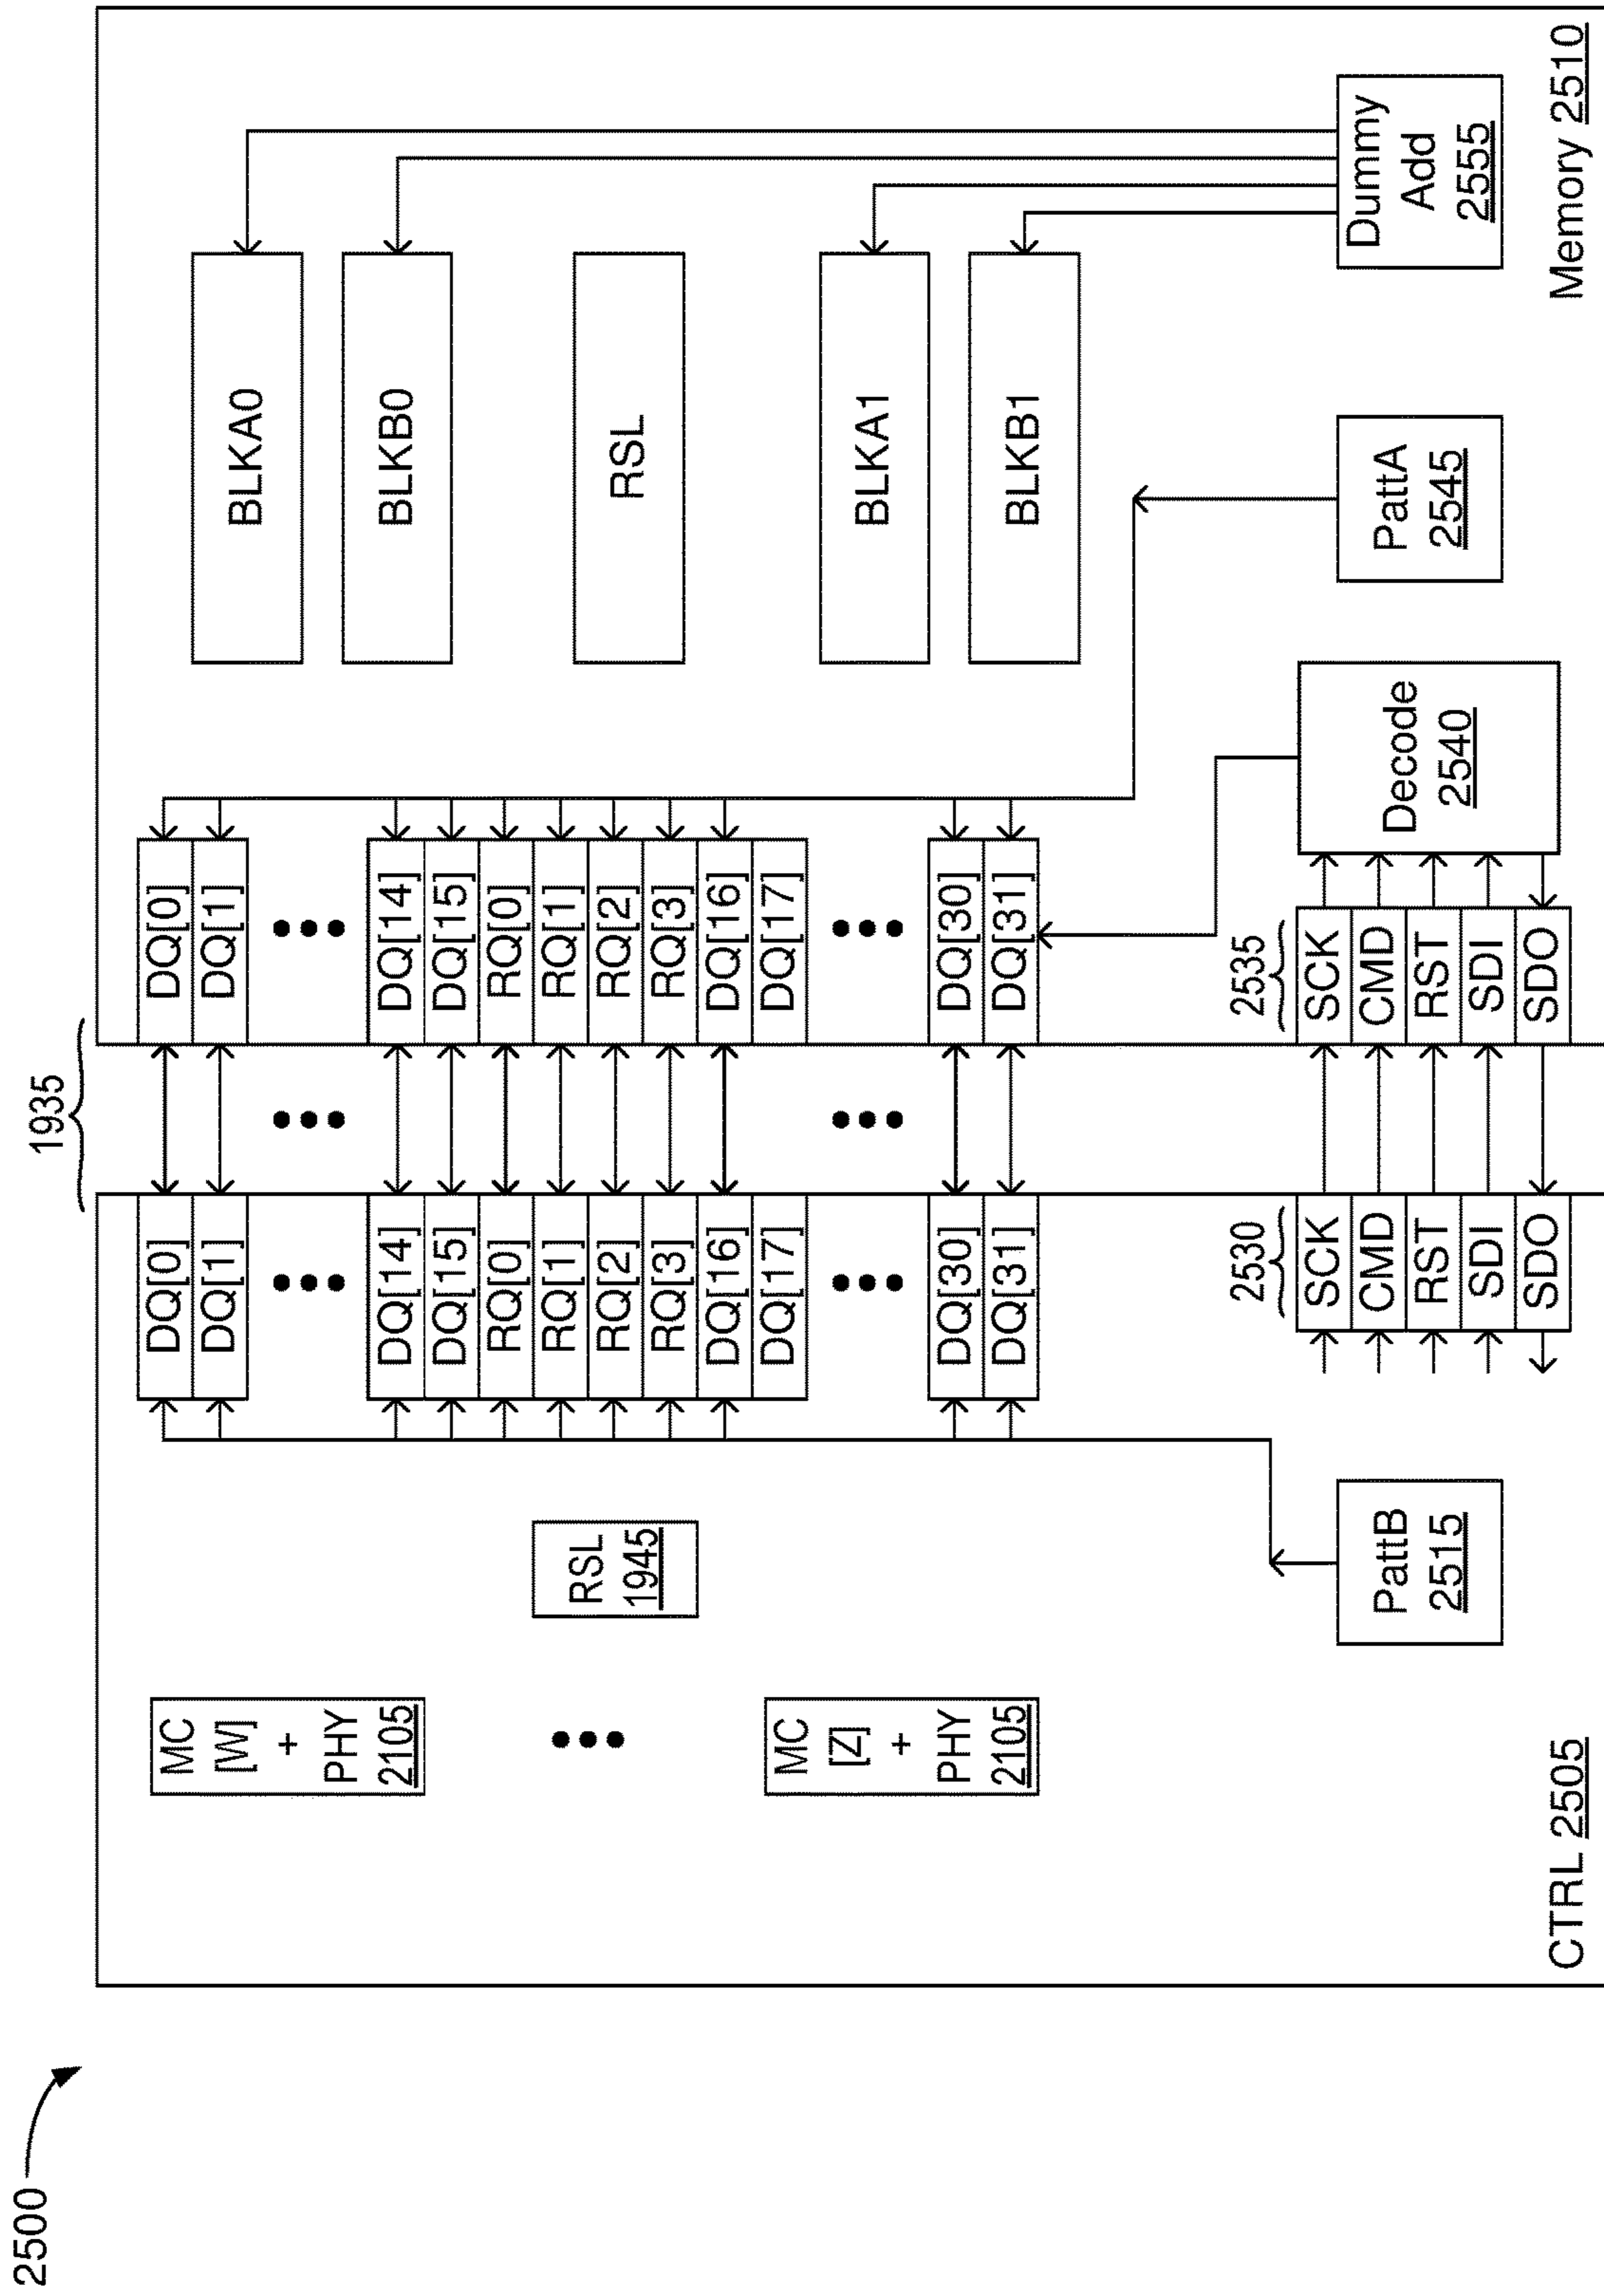 2500
1935
MC
[W]
+
PHY
2105
MC
[Z]
+
PHY
2105
RSL
1945
PattB
2515
CTRL 2505
DQ[0]
DQ[1]
DQ[14]
DQ[15]
RQ[0]
RQ[1]
RQ[2]
RQ[3]
DQ[16]
DQ[17]
DQ[30]
DQ[31]
2530
SCK
CMD
RST
SDI
SDO
DQ[0]
DQ[1]
DQ[14]
DQ[15]
RQ[0]
RQ[1]
RQ[2]
RQ[3]
DQ[16]
DQ[17]
DQ[30]
DQ[31]
2535
SCK
CMD
RST
SDI
SDO
Decode
2540
PattA
2545
BLKA0
BLKB0
RSL
BLKA1
BLKB1
Dummy
Add
2555
Memory 2510